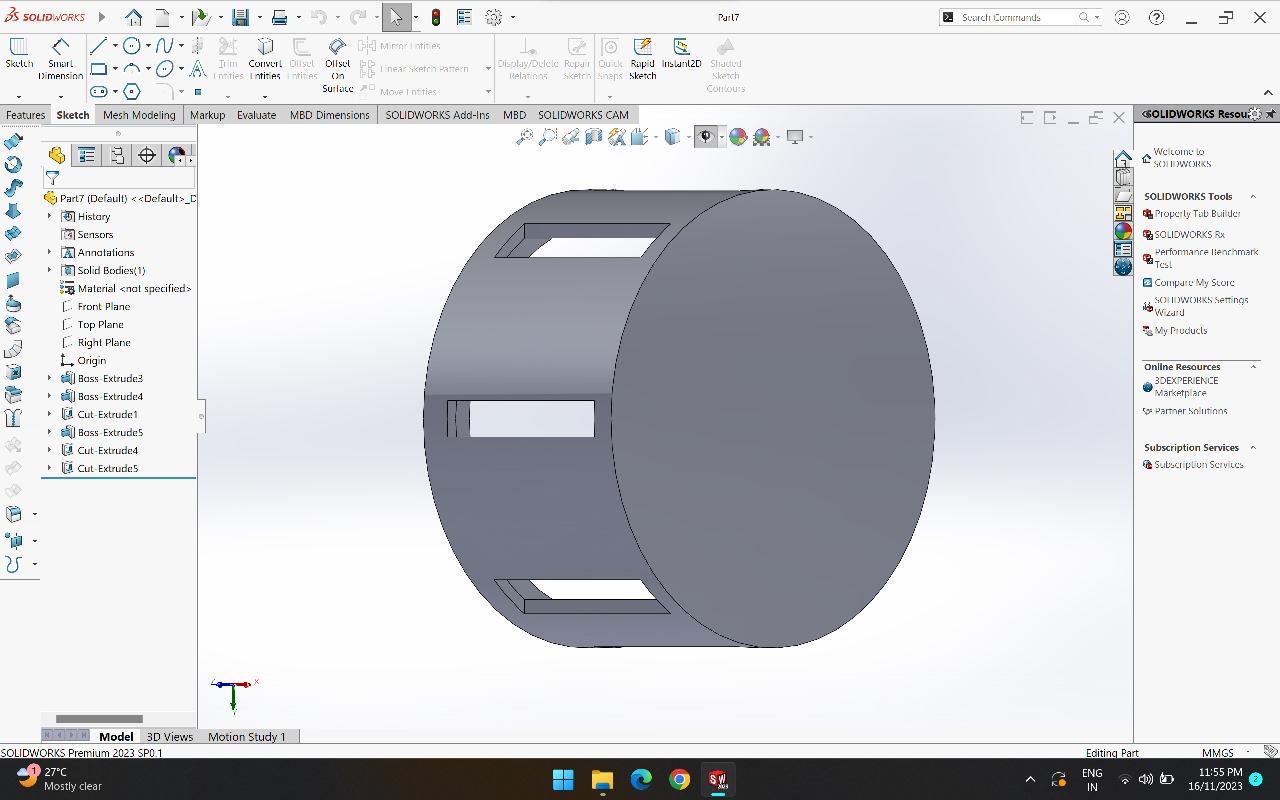 SOLIDWORKS
Part7
Search Commands
Sketch
Smart
Dimension
Trim
Entities
Convert
Entities
Offset
Entities
Offset
On
Surface
Mirror Entities
Linear Sketch Pattern
Move Entities
Display/Delete
Relations
Repair
Sketch
Quick
Snaps
Rapid
Sketch
Instant2D
Shaded
Sketch
Contours
Features
Sketch
Mesh Modeling
Markup
Evaluate
MBD Dimensions
SOLIDWORKS Add-Ins
MBD
SOLIDWORKS CAM
SOLIDWORKS Resou
Part7 (Default) <<Default>_D
History
Sensors
Annotations
Solid Bodies(1)
Material <not specified>
Front Plane
Top Plane
Right Plane
Origin
Boss-Extrude3
Boss-Extrude4
Cut-Extrude1
Boss-Extrude5
Cut-Extrude4
Cut-Extrude5
Welcome to
SOLIDWORKS
SOLIDWORKS Tools
Property Tab Builder
SOLIDWORKS Rx
Performance Benchmark
Test
Compare My Score
SOLIDWORKS Settings
Wizard
My Products
Online Resources
3DEXPERIENCE
Marketplace
Partner Solutions
Subscription Services
Subscription Services
Z
X
Y
Model
3D Views
Motion Study 1
SOLIDWORKS Premium 2023 SP0.1
Editing Part
MMGS
1
27°C
Mostly clear
SW
2023
ENG
IN
11:55 PM
16/11/2023
2